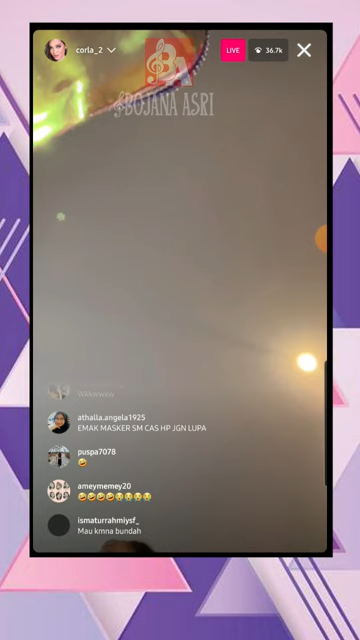 corla_2
LIVE
36.7k
BOJANA ASRI
Wkkwwkw
athalla.angela1925
EMAK MASKER SM CAS HP JGN LUPA
puspa7078
🤣
ameymemey20
ismaturrahmiysf_
Mau kmna bundah